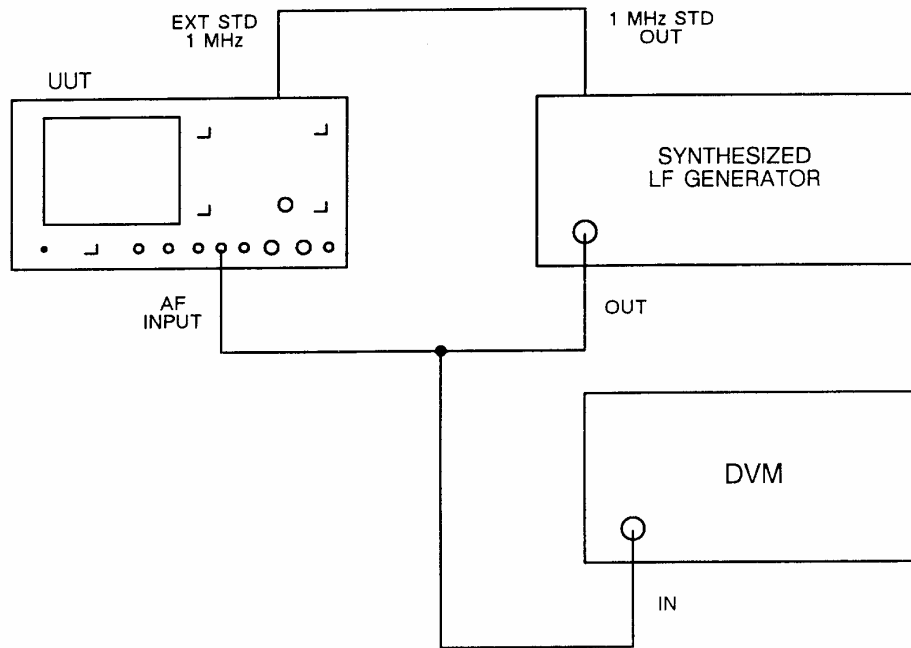 EXT STD
1 MHz
1 MHz STD
OUT
UUT
SYNTHESIZED
LF GENERATOR
AF
INPUT
OUT
DVM
IN